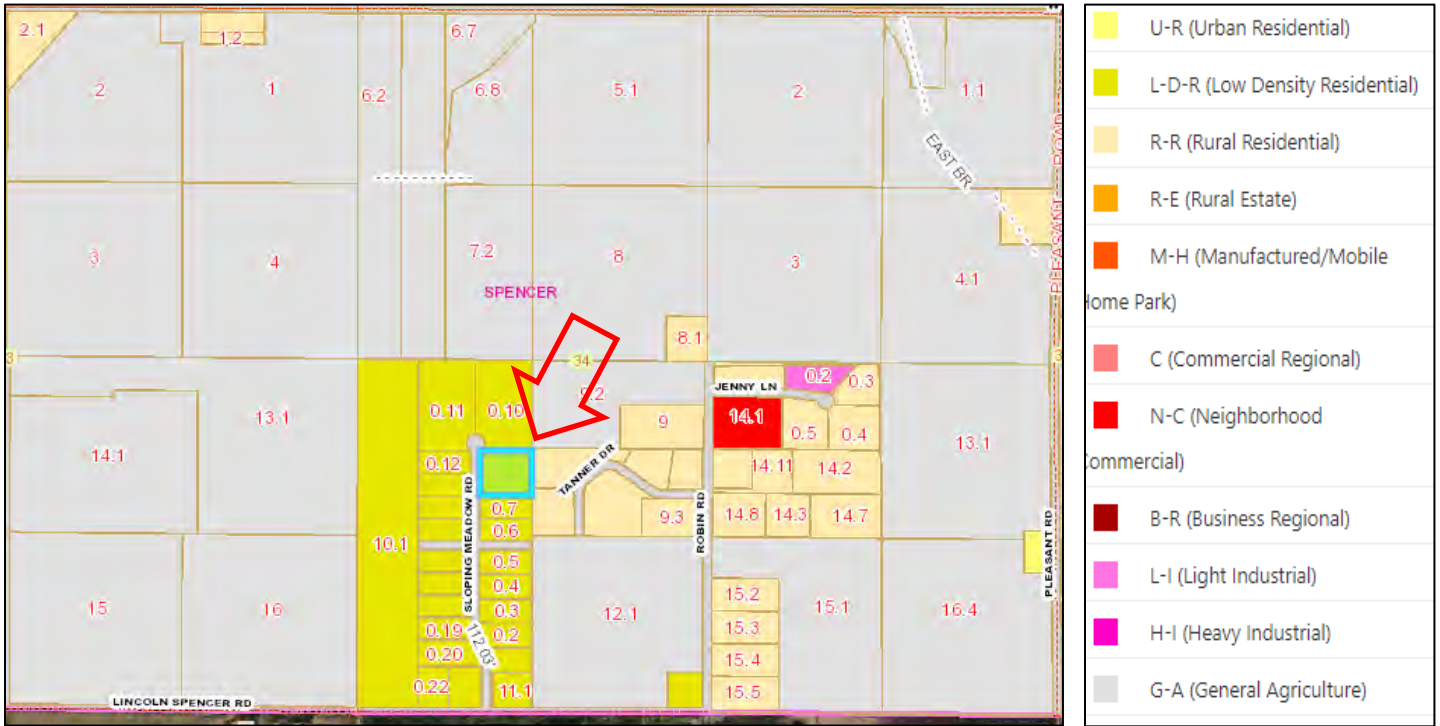 2.1
1.2
6.7
2
1
6.2
6.8
5.1
2
1.1
EAST BR
PLEASANT ROAD
3
4
7.2
8
3
4.1
SPENCER
8.1
3
34
3
9.2
JENNY LN
0.2
0.3
13.1
0.11
0.10
9
14.1
0.5
0.4
13.1
14.1
0.12
TANNER DR
14.11
14.2
SLOPING MEADOW RD
0.7
9.3
ROBIN RD
14.8
14.3
14.7
0.6
10.1
PLEASANT RD
0.5
0.4
15
16
0.3
12.1
15.2
15.1
16.4
0.19
0.2
15.3
112.03'
0.20
15.4
0.22
11.1
15.5
LINCOLN SPENCER RD
U-R (Urban Residential)
L-D-R (Low Density Residential)
R-R (Rural Residential)
R-E (Rural Estate)
M-H (Manufactured/Mobile
Home Park)
C (Commercial Regional)
N-C (Neighborhood
Commercial)
B-R (Business Regional)
L-I (Light Industrial)
H-I (Heavy Industrial)
G-A (General Agriculture)